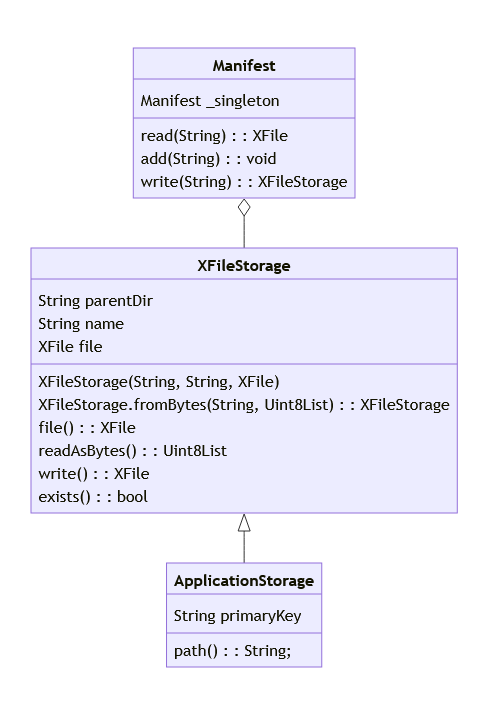 Manifest
Manifest _singleton
read(String) : : XFile
add(String) : : void
write(String) : : XFileStorage
XFileStorage
String parentDir
String name
XFile file
XFileStorage(String, String, XFile)
XFileStorage.fromBytes(String, Uint8List) : : XFileStorage
file() : : XFile
readAsBytes() : : Uint8List
write() : : XFile
exists() : : bool
ApplicationStorage
String primaryKey
path() : : String;